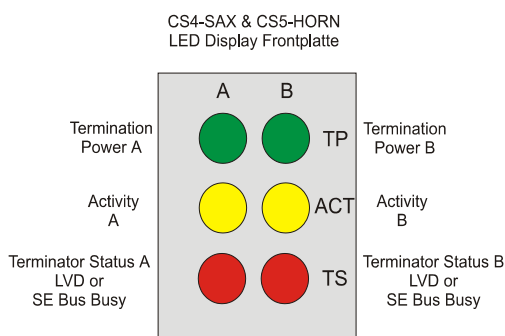 CS4-SAX & CS5-HORN
LED Display Frontplatte
A B
Termination
Power A
TP
Termination
Power B
Activity
A
ACT
Activity
B
Terminator Status A
LVD or
SE Bus Busy
TS
Terminator Status B
LVD or
SE Bus Busy